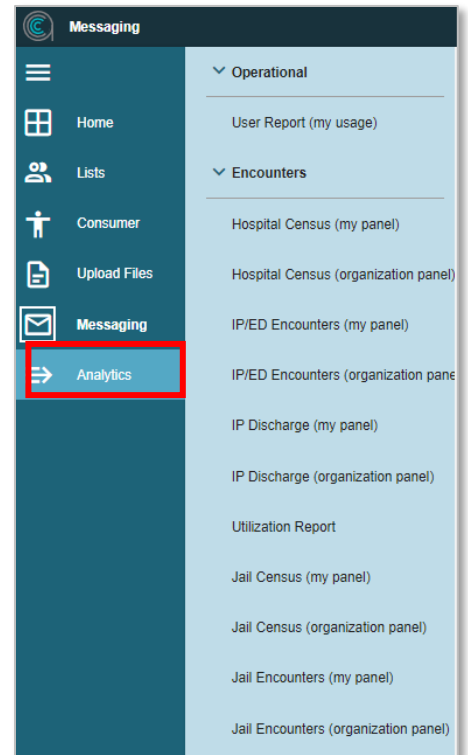 Messaging
Home
Lists
Consumer
Upload Files
Messaging
Analytics
Operational
User Report (my usage)
Encounters
Hospital Census (my panel)
Hospital Census (organization panel)
IP/ED Encounters (my panel)
IP/ED Encounters (organization pane
IP Discharge (my panel)
IP Discharge (organization panel)
Utilization Report
Jail Census (my panel)
Jail Census (organization panel)
Jail Encounters (my panel)
Jail Encounters (organization panel)